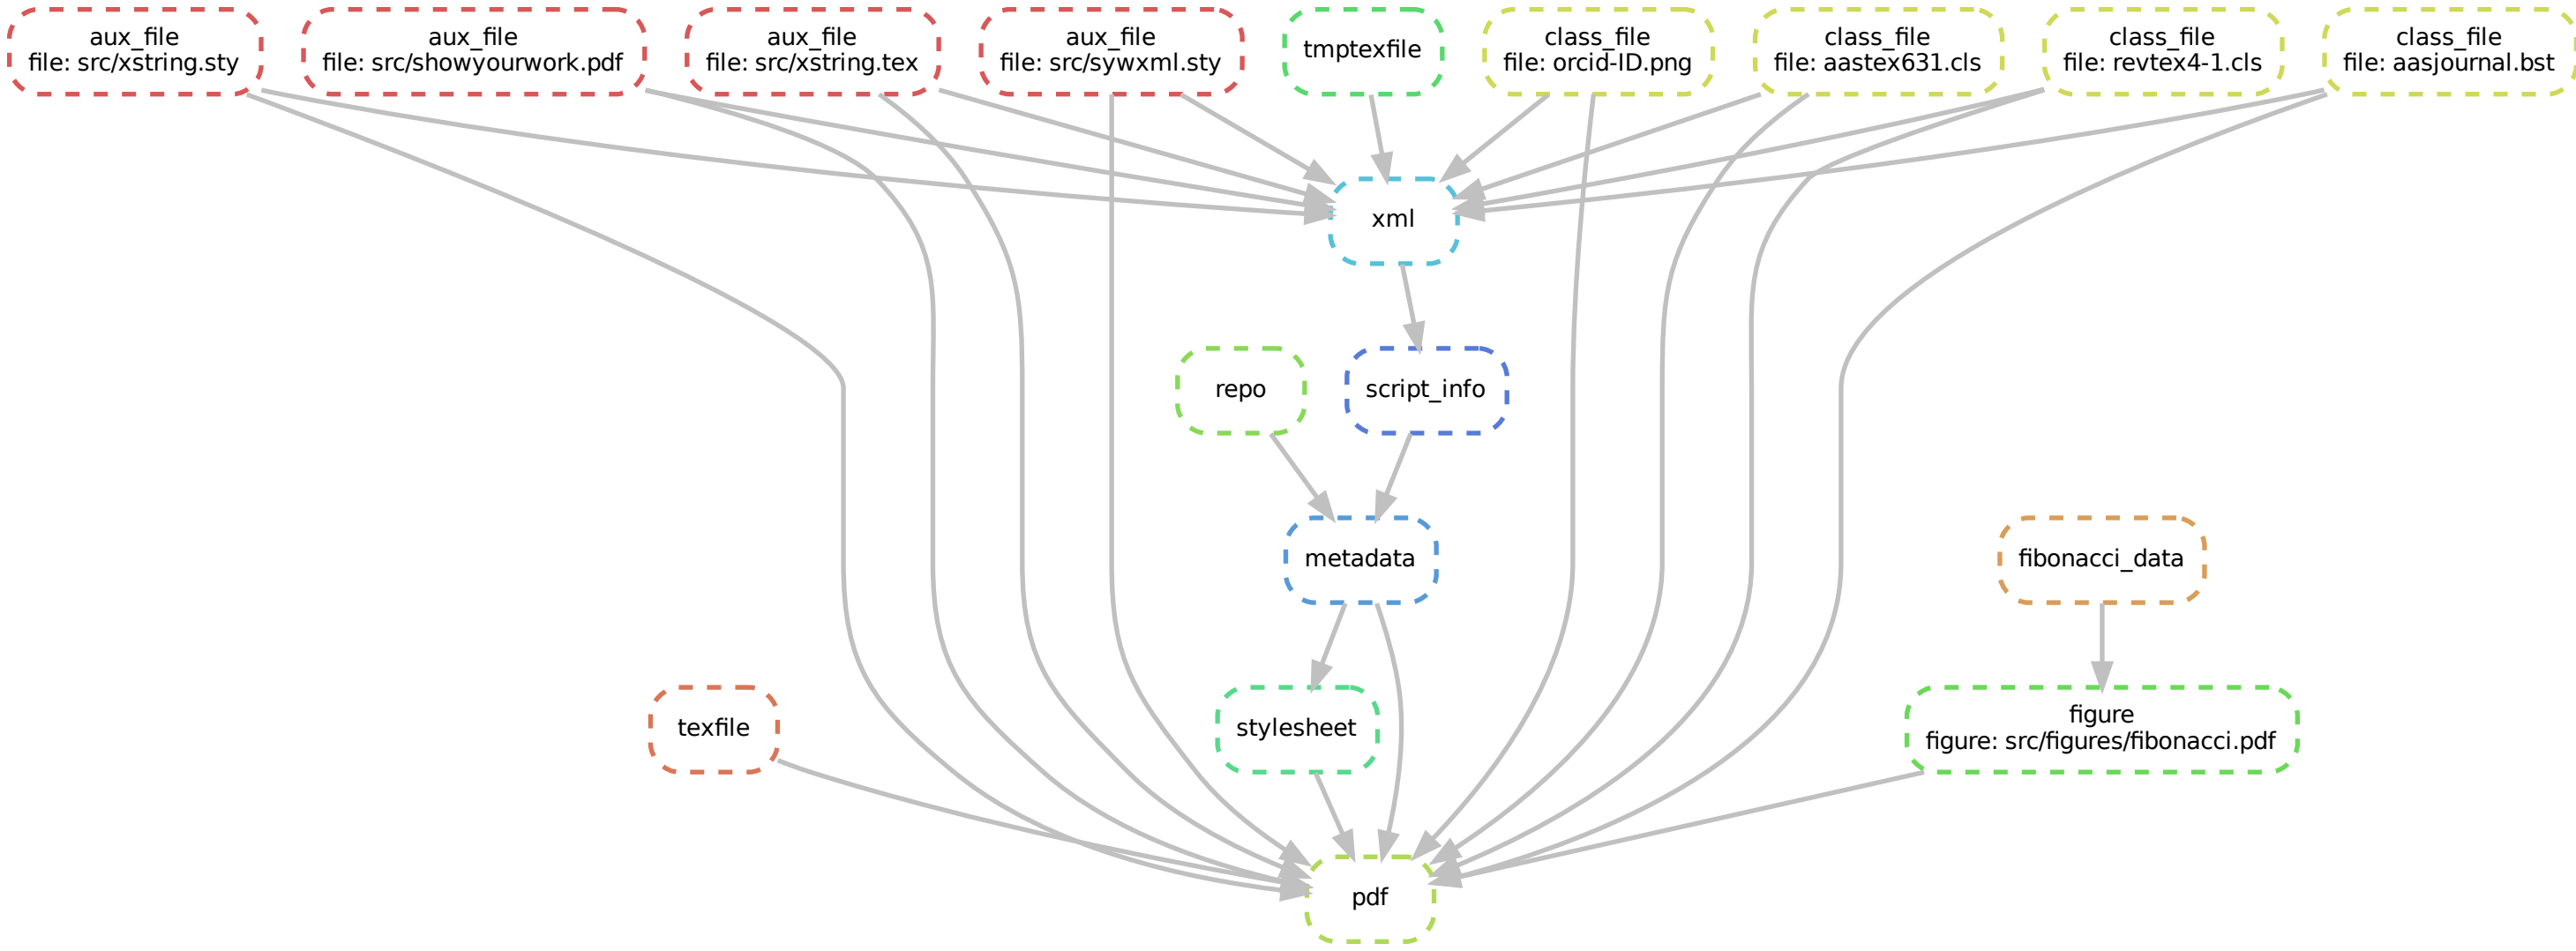 aux_file
file: src/xstring.sty
aux_file
file: src/showyourwork.pdf
aux_file
file: src/xstring.tex
aux_file
file: src/sywxml.sty
tmptexfile
class_file
file: orcid-ID.png
class_file
file: aastex631.cls
class_file
file: revtex4-1.cls
class_file
file: aasjournal.bst
xml
repo
script_info
metadata
fibonacci_data
texfile
stylesheet
figure
figure: src/figures/fibonacci.pdf
pdf